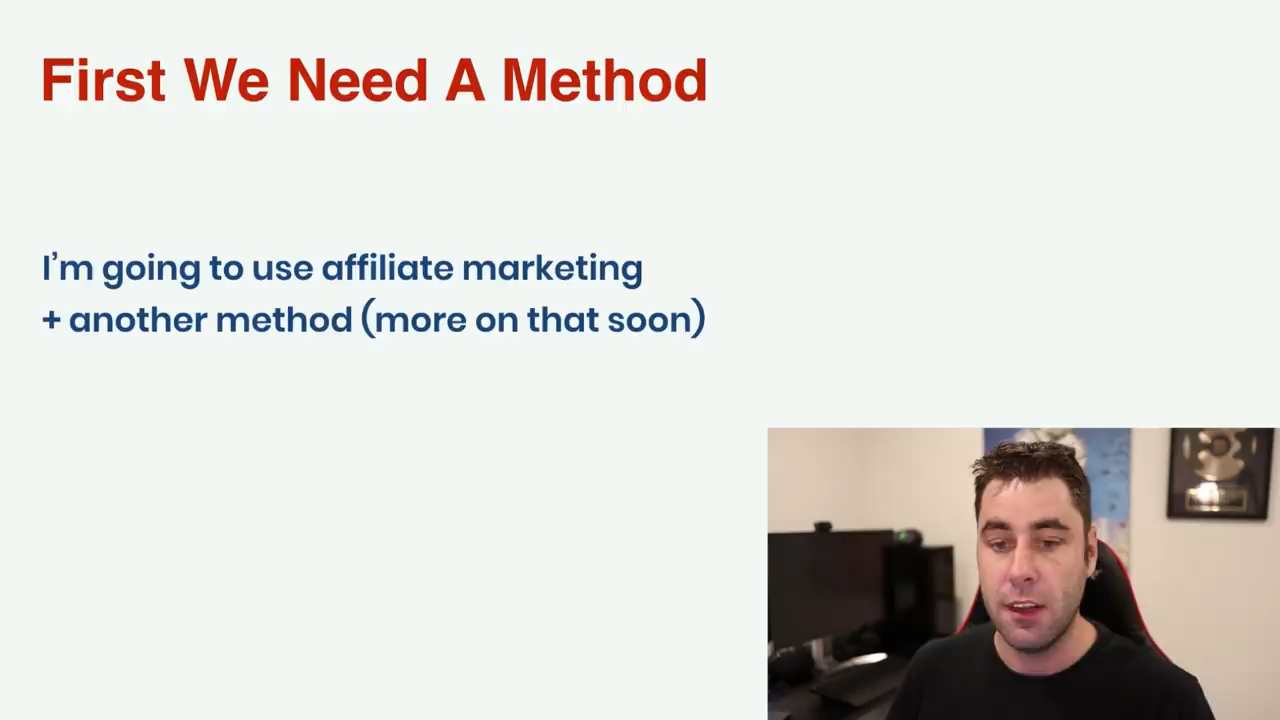 First We Need A Method
I'm going to use affiliate marketing
+ another method (more on that soon)